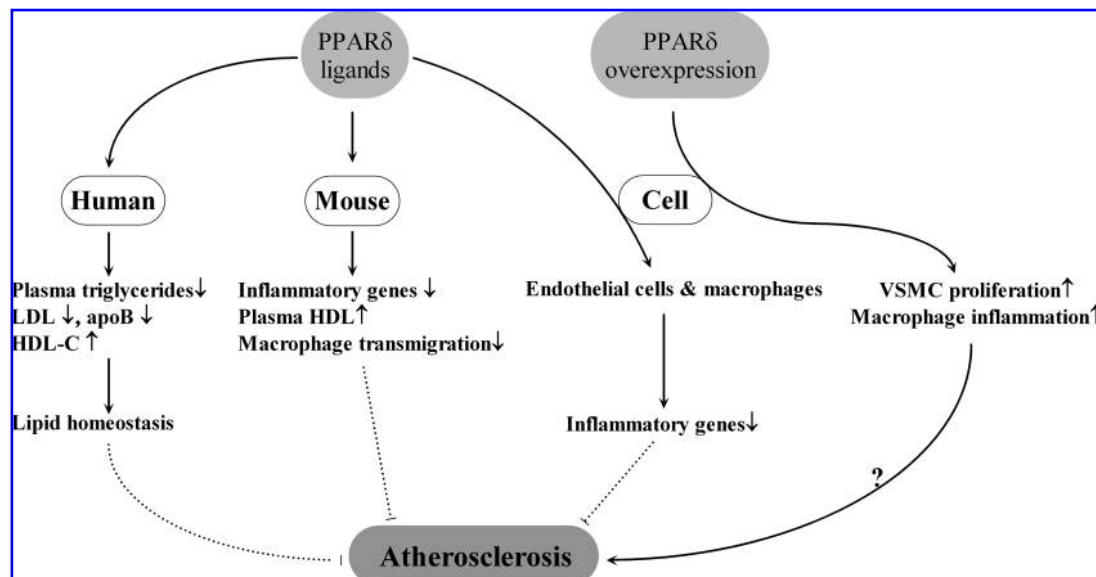 PPARδ
ligands
PPARδ
overexpression
Human
Mouse
Cell
Plasma triglycerides↓
LDL ↓, apoB ↓
HDL-C ↑
Inflammatory genes ↓
Plasma HDL↑
Macrophage transmigration↓
Endothelial cells & macrophages
VSMC proliferation↑
Macrophage inflammation↑
Lipid homeostasis
Inflammatory genes↓
?
Atherosclerosis